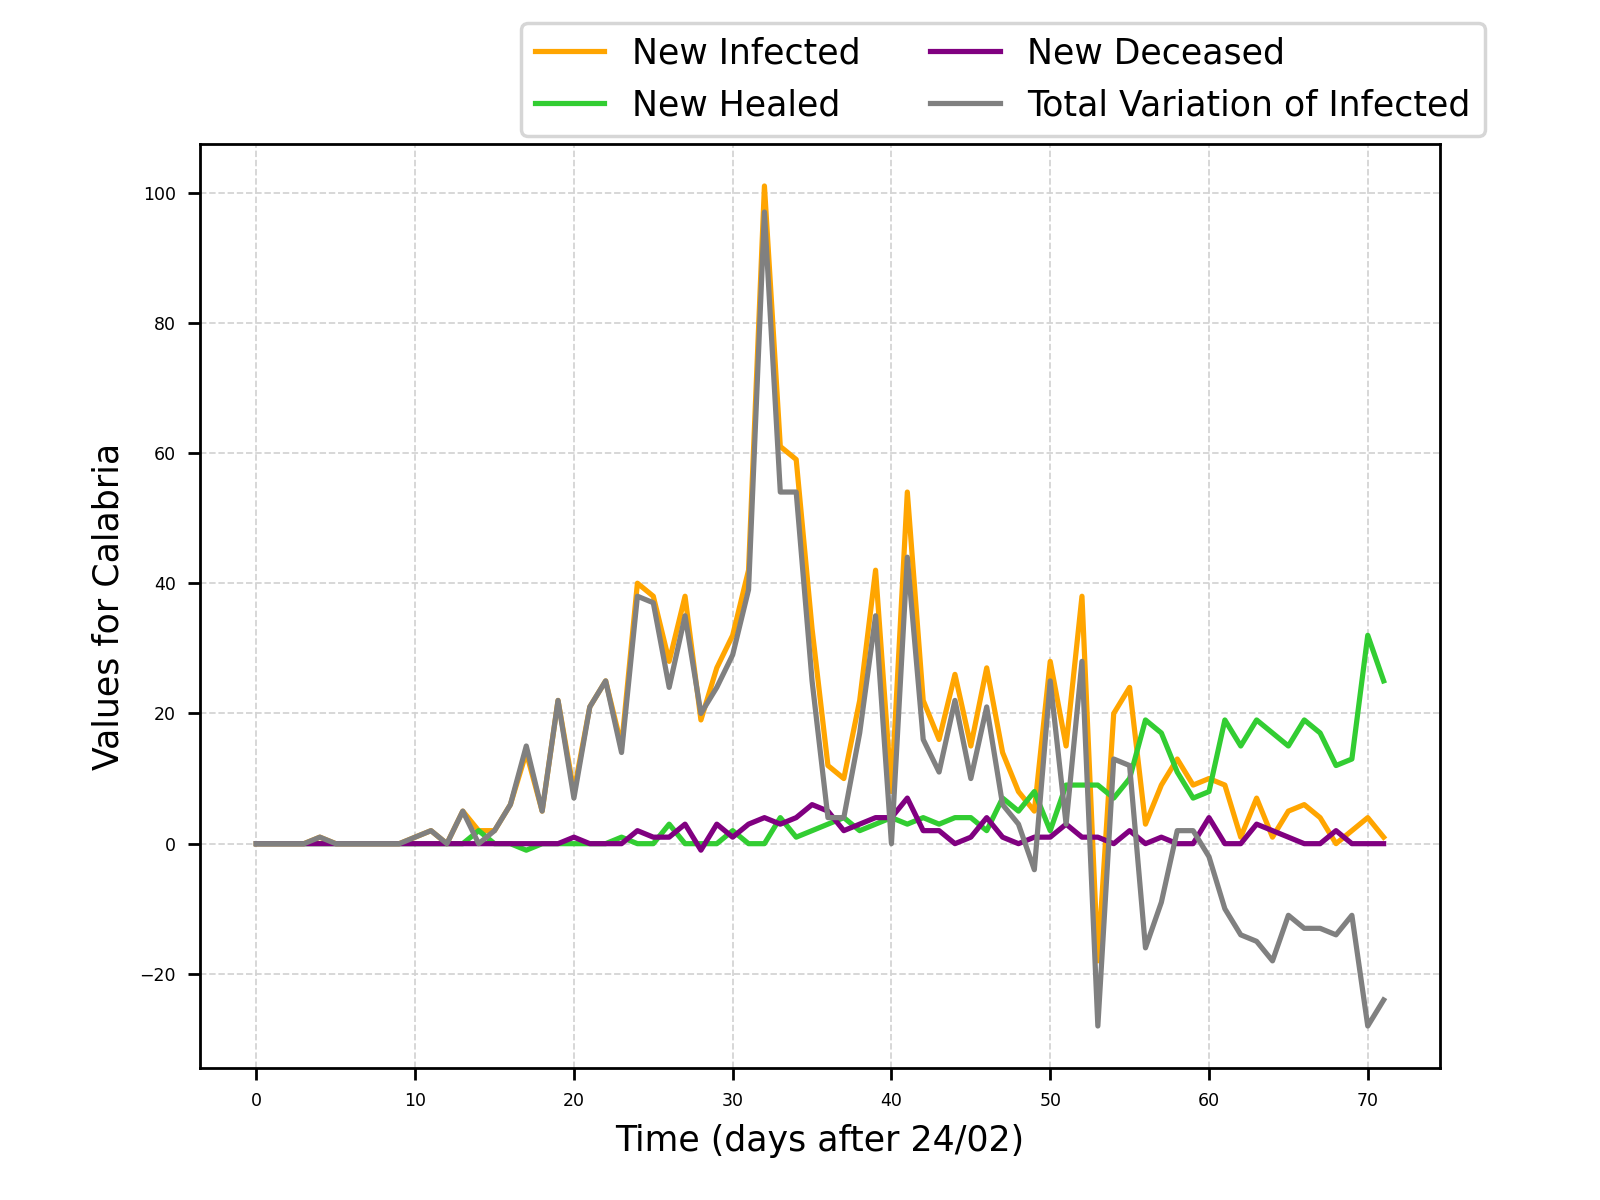 New Infected
New Healed
New Deceased
Total Variation of Infected
100
80
60
40
20
0
−20
Values for Calabria
0 10 20 30 40 50 60 70
Time (days after 24/02)